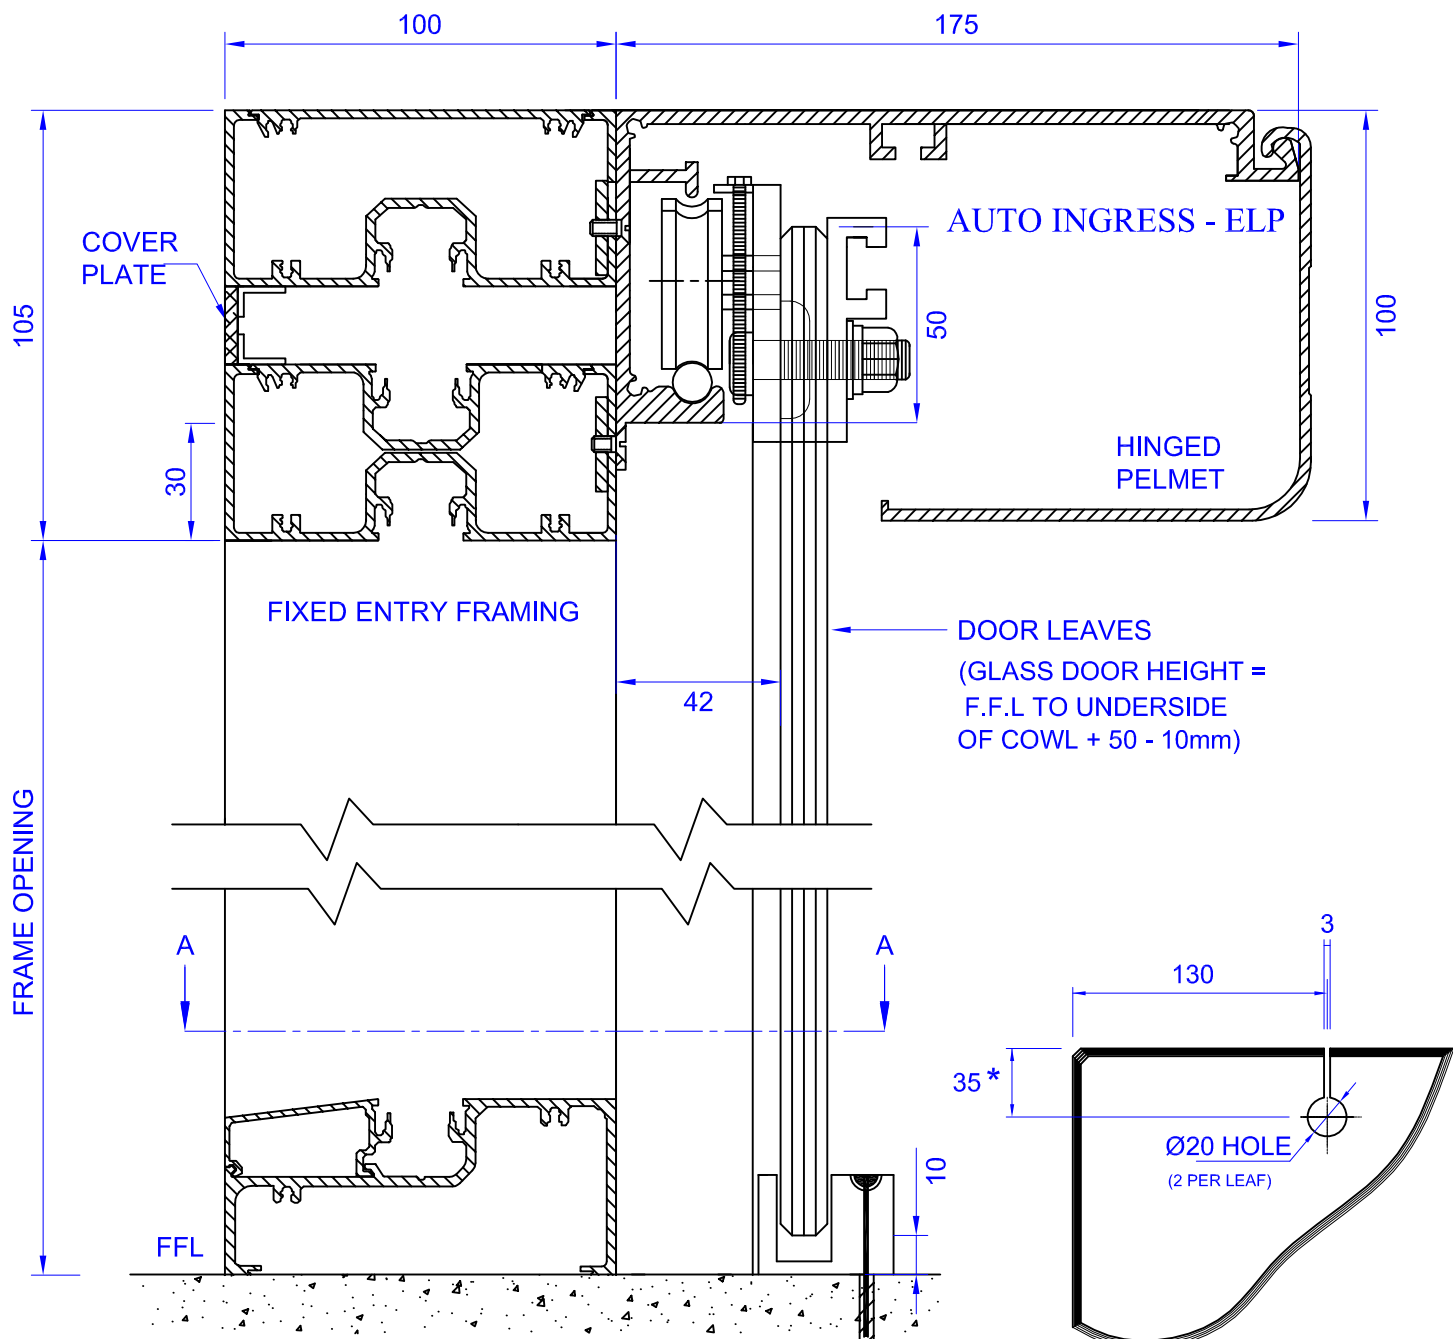 100
175
COVER
PLATE
AUTO INGRESS - ELP
105
50
100
HINGED
PELMET
30
FIXED ENTRY FRAMING
DOOR LEAVES
(GLASS DOOR HEIGHT =
F.F.L TO UNDERSIDE
OF COWL + 50 - 10mm)
42
FRAME OPENING
A
A
3
130
35 *
Ø20 HOLE
(2 PER LEAF)
10
FFL